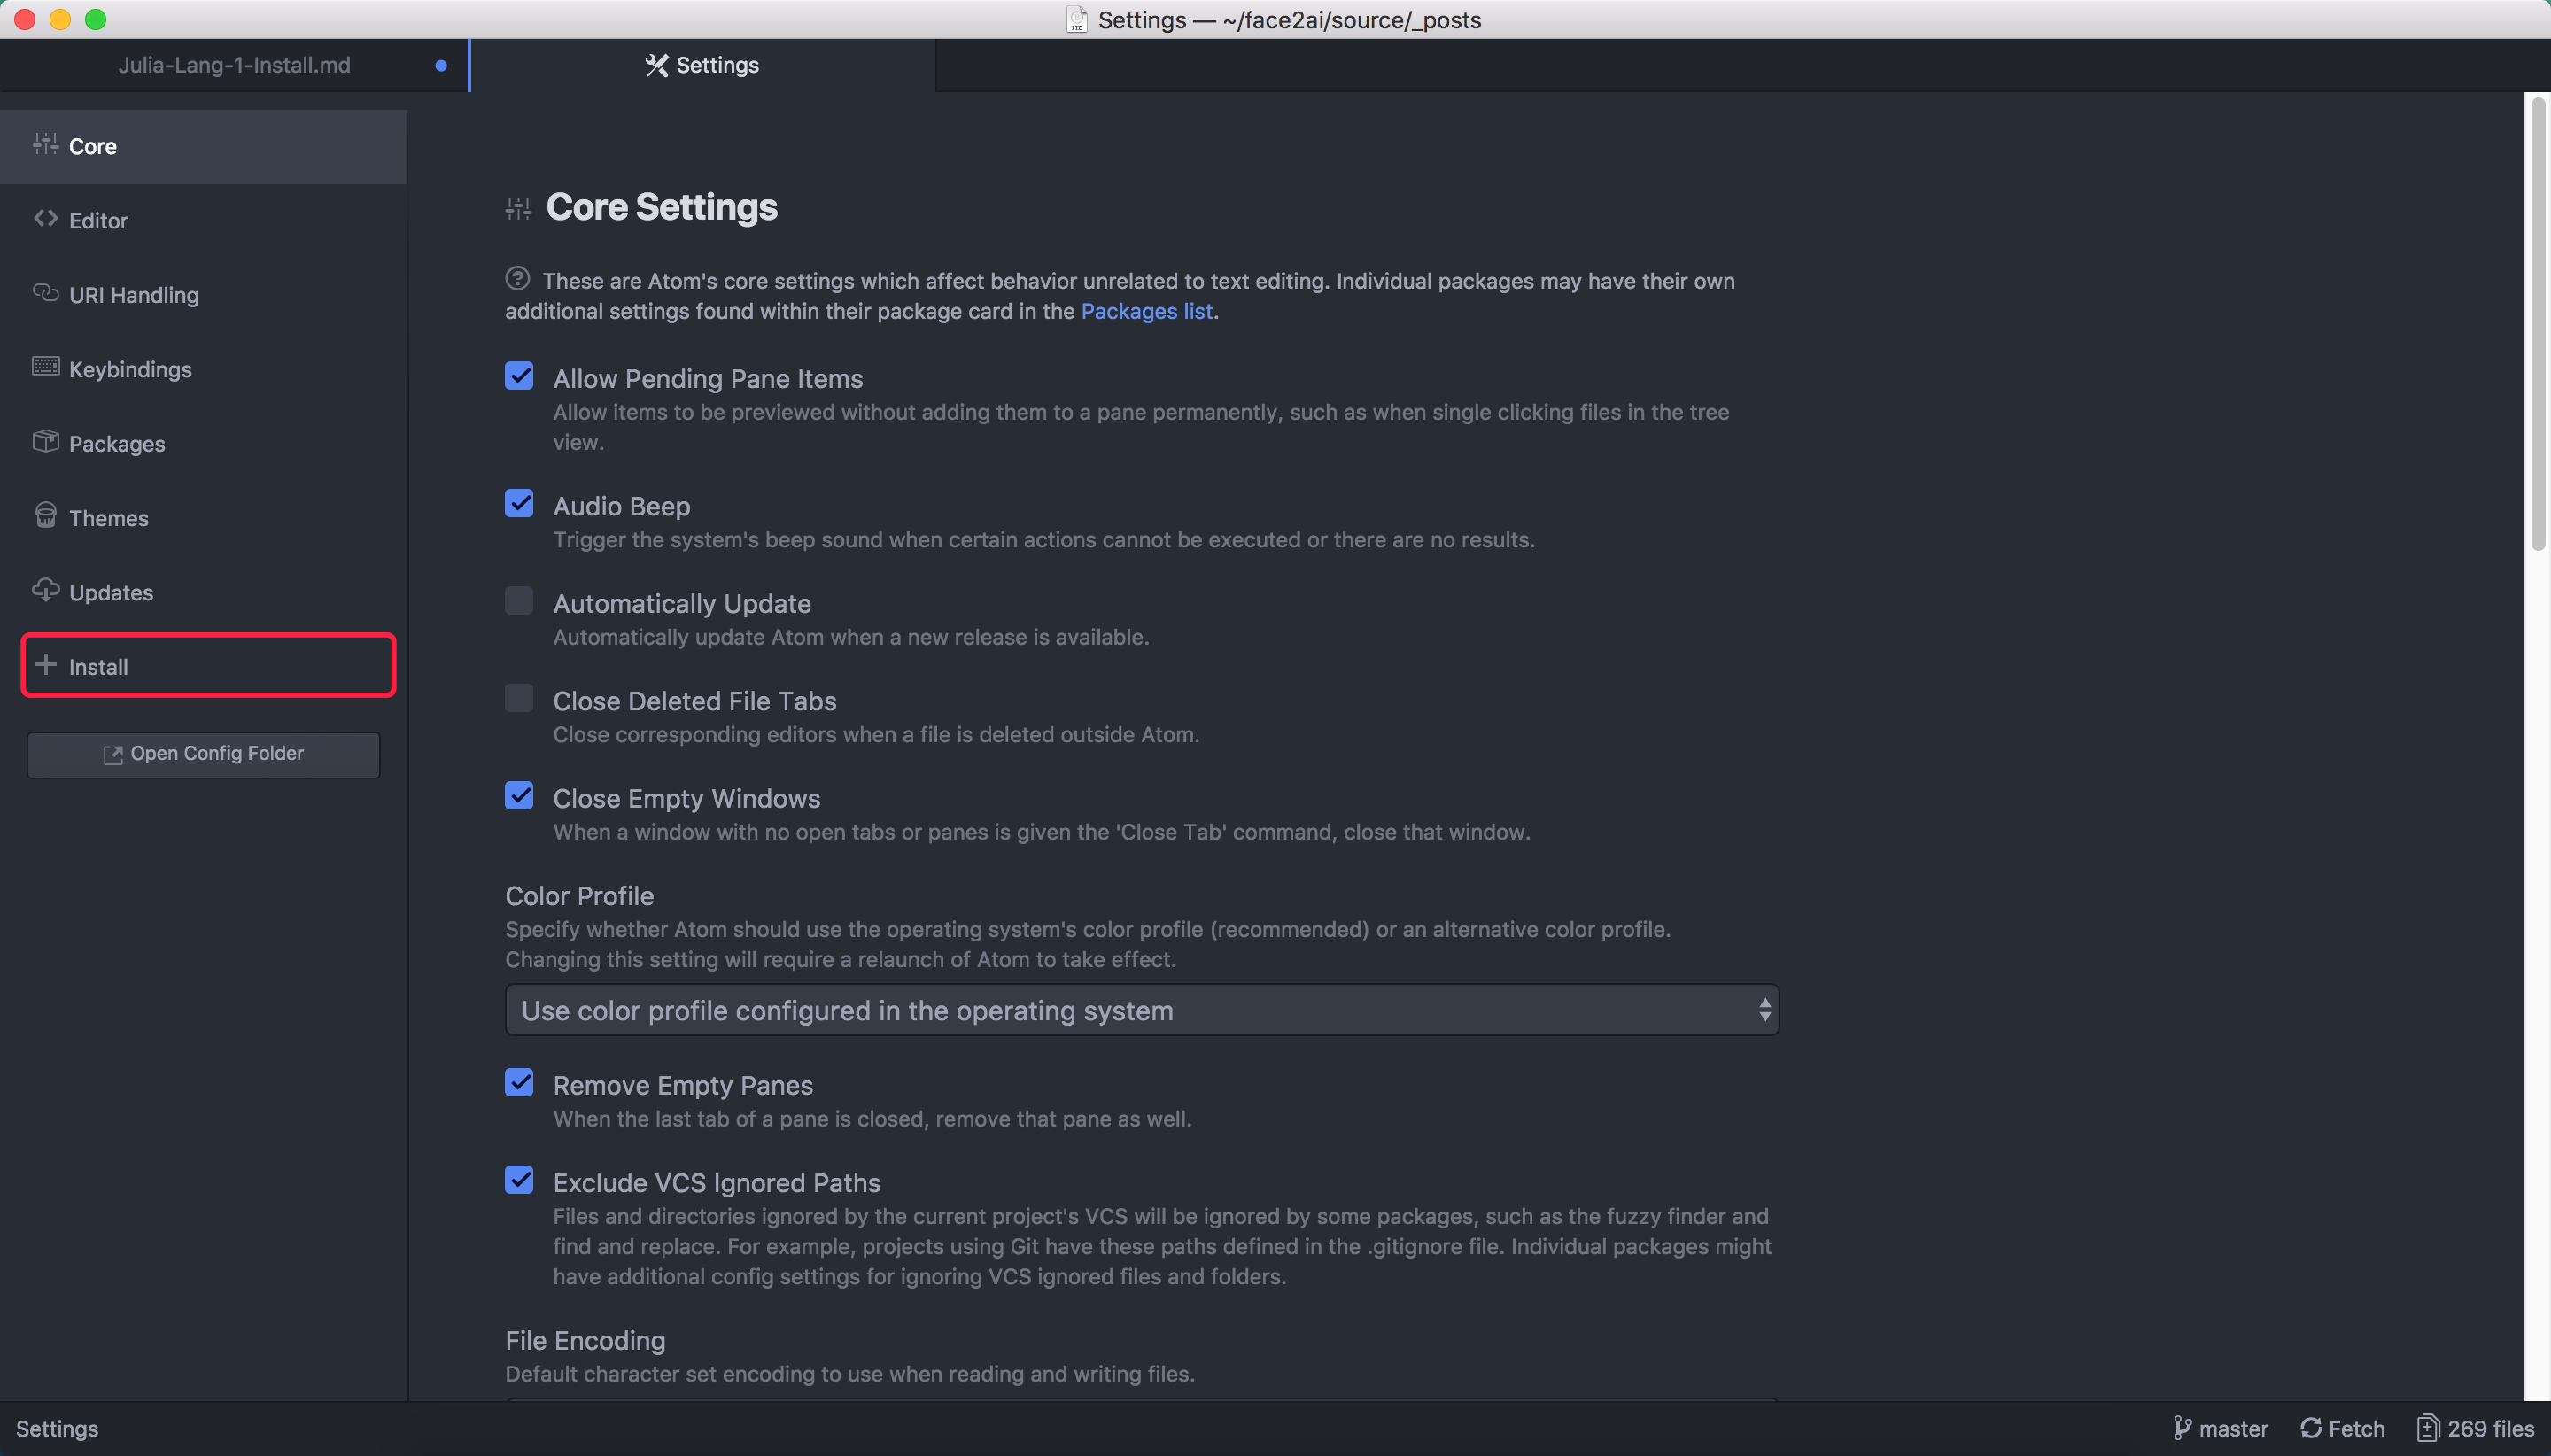 Settings — ~/face2ai/source/_posts
Julia-Lang-1-Install.md
Settings
Core
Editor
URI Handling
Keybindings
Packages
Themes
Updates
Install
Open Config Folder
Core Settings
These are Atom's core settings which affect behavior unrelated to text editing. Individual packages may have their own
additional settings found within their package card in the Packages list.
Allow Pending Pane Items
Allow items to be previewed without adding them to a pane permanently, such as when single clicking files in the tree
view.
Audio Beep
Trigger the system's beep sound when certain actions cannot be executed or there are no results.
Automatically Update
Automatically update Atom when a new release is available.
Close Deleted File Tabs
Close corresponding editors when a file is deleted outside Atom.
Close Empty Windows
When a window with no open tabs or panes is given the 'Close Tab' command, close that window.
Color Profile
Specify whether Atom should use the operating system's color profile (recommended) or an alternative color profile.
Changing this setting will require a relaunch of Atom to take effect.
Use color profile configured in the operating system
Remove Empty Panes
When the last tab of a pane is closed, remove that pane as well.
Exclude VCS Ignored Paths
Files and directories ignored by the current project's VCS will be ignored by some packages, such as the fuzzy finder and
find and replace. For example, projects using Git have these paths defined in the .gitignore file. Individual packages might
have additional config settings for ignoring VCS ignored files and folders.
File Encoding
Default character set encoding to use when reading and writing files.
Settings
master
Fetch
269 files